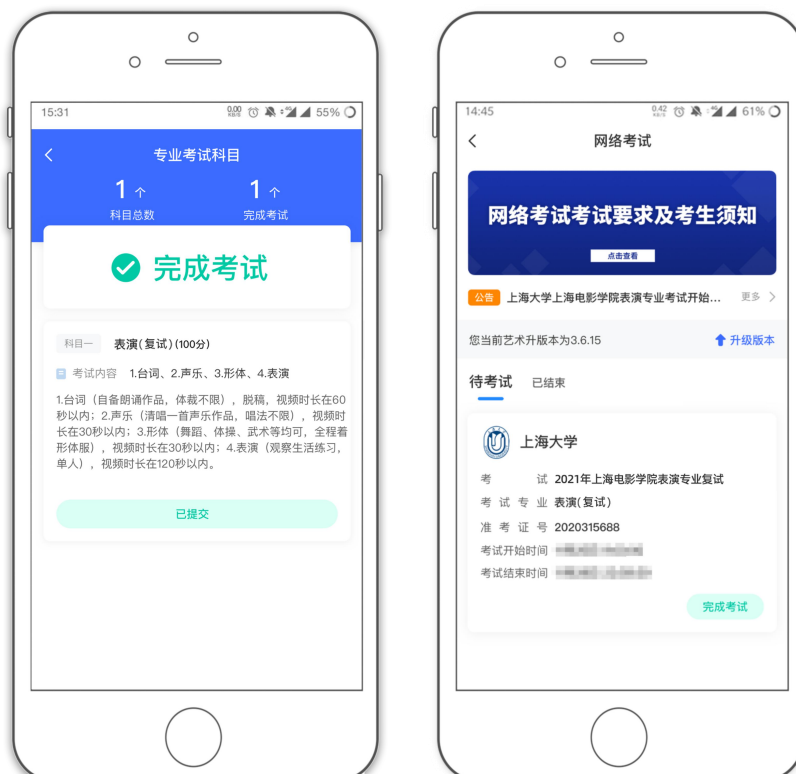 15:31
0.00 KB/S 4G 55%
专业考试科目
1个 1个
科目总数 完成考试
完成考试
科目一 表演(复试)(100分)
考试内容 1.台词、2.声乐、3.形体、4.表演
1.台词（自备朗诵作品，体裁不限），脱稿，视频时长在60
秒以内；2.声乐（清唱一首声乐作品，唱法不限），视频时
长在30秒以内；3.形体（舞蹈、体操、武术等均可，全程着
形体服），视频时长在30秒以内；4.表演（观察生活练习，
单人），视频时长在120秒以内。
已提交
14:45
0.42 KB/S 4G 61%
网络考试
网络考试考试要求及考生须知
点击查看
公告 上海大学上海电影学院表演专业考试开始... 更多
您当前艺术升版本为3.6.15 升级版本
待考试 已结束
上海大学
考试 2021年上海电影学院表演专业复试
考试专业 表演(复试)
准考证号 2020315688
考试开始时间
考试结束时间
完成考试